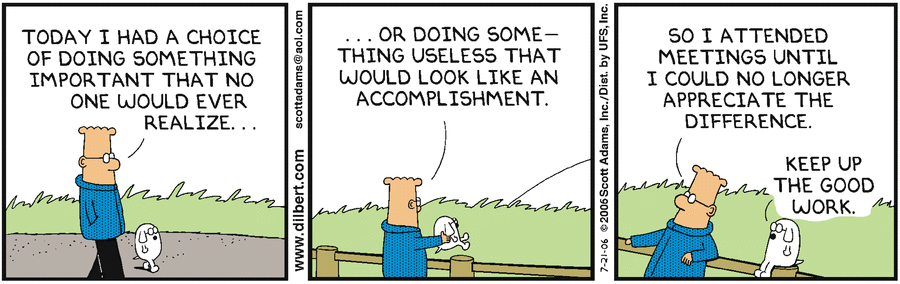 TODAY I HAD A CHOICE
OF DOING SOMETHING
IMPORTANT THAT NO
ONE WOULD EVER
REALIZE...
www.dilbert.com scottadams@aol.com
...OR DOING SOME-
THING USELESS THAT
WOULD LOOK LIKE AN
ACCOMPLISHMENT.
7-21-06 © 2006 Scott Adams, Inc./Dist. by UFS, Inc.
SO I ATTENDED
MEETINGS UNTIL
I COULD NO LONGER
APPRECIATE THE
DIFFERENCE.
KEEP UP
THE GOOD
WORK.